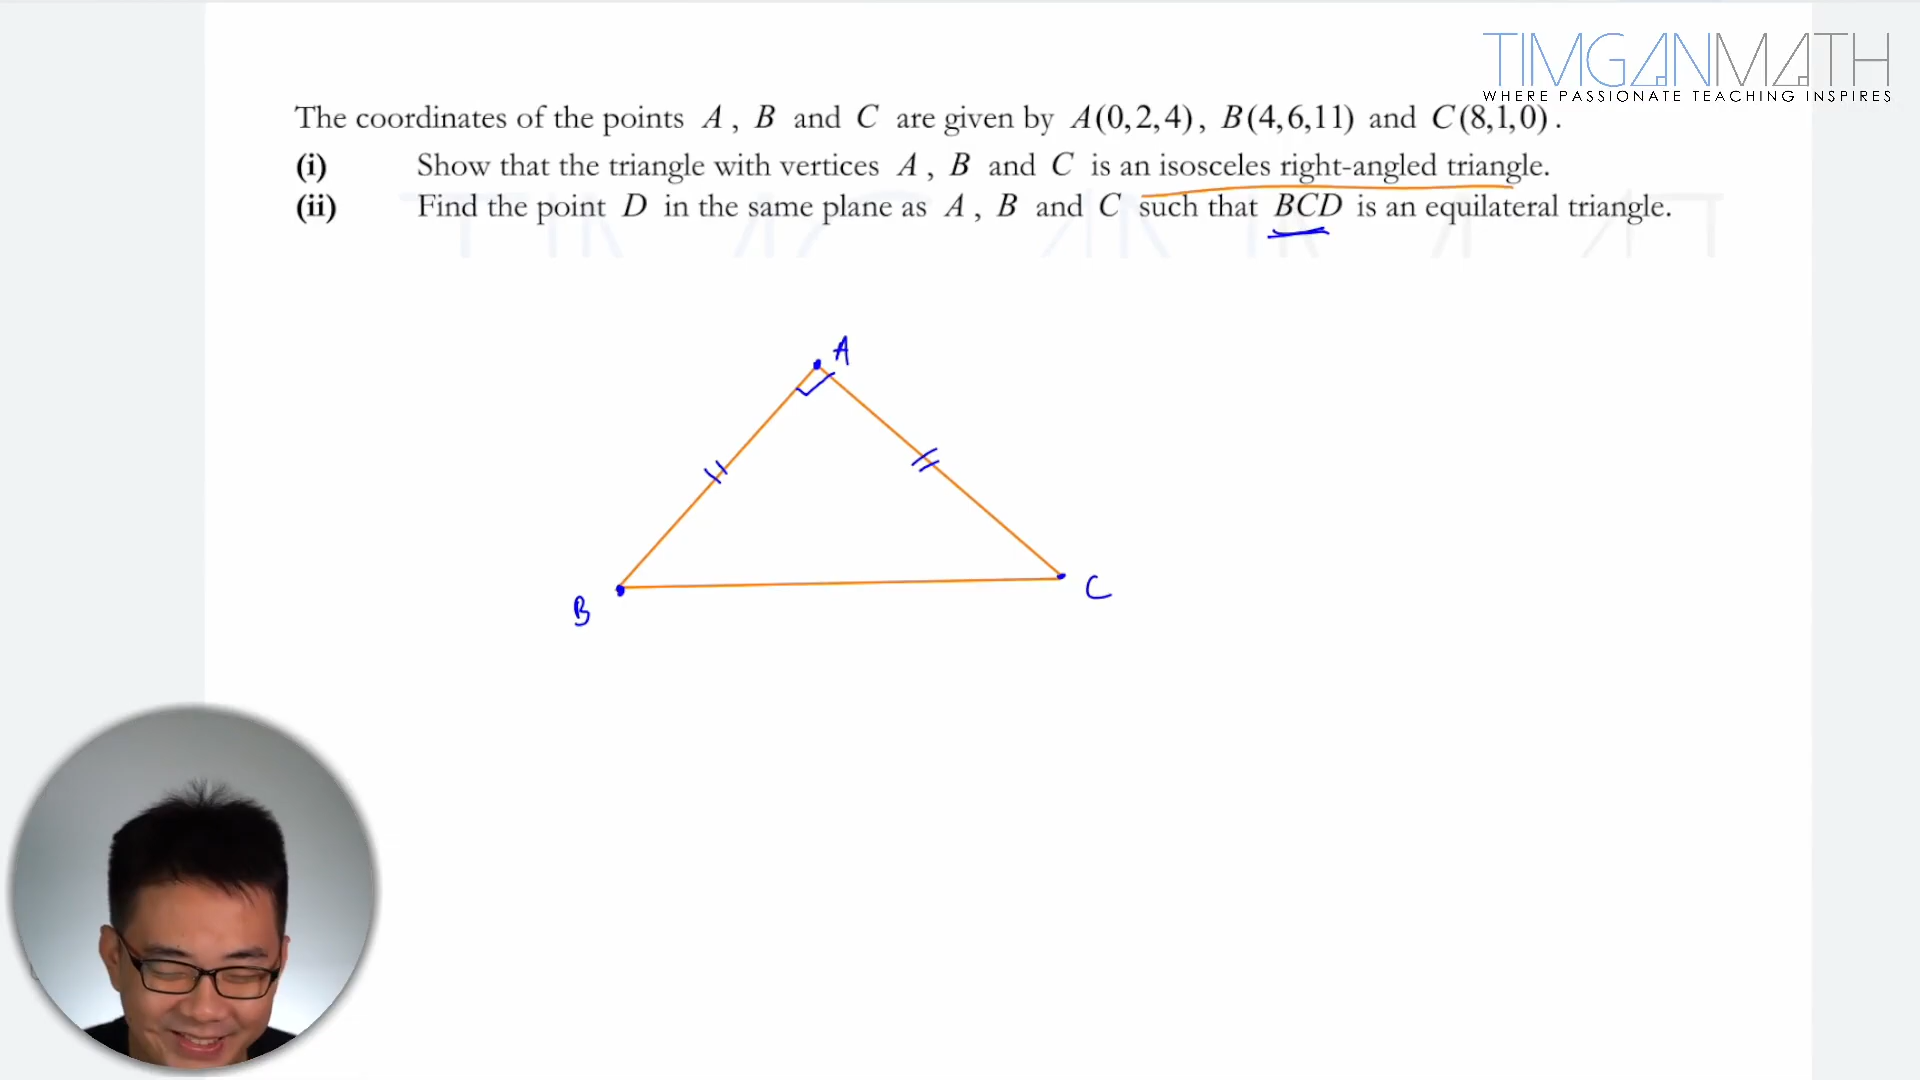 TIMGANMATH
WHERE PASSIONATE TEACHING INSPIRES
The coordinates of the points A, B and C are given by A(0,2,4), B(4,6,11) and C(8,1,0).
(i) Show that the triangle with vertices A, B and C is an isosceles right-angled triangle.
(ii) Find the point D in the same plane as A, B and C such that BCD is an equilateral triangle.
A
B
C